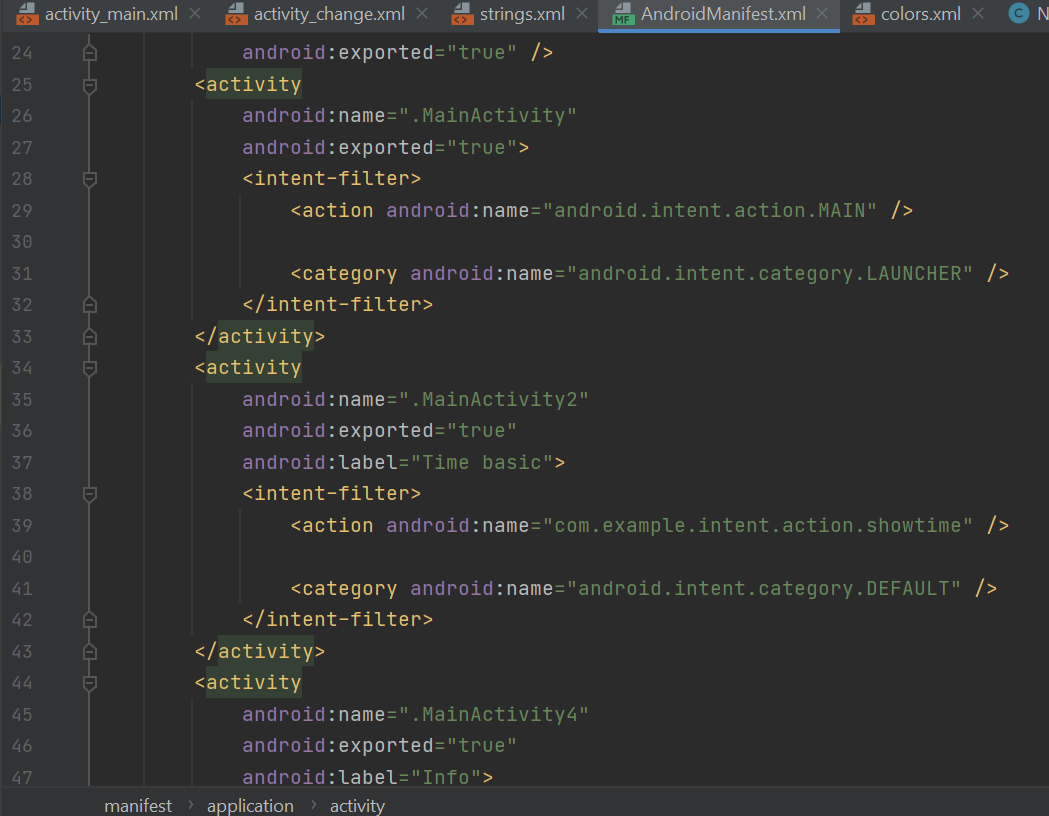 activity_main.xml activity_change.xml strings.xml MF AndroidManifest.xml colors.xml C N
24 android:exported="true" />
25 <activity
26 android:name=".MainActivity"
27 android:exported="true">
28 <intent-filter>
29 <action android:name="android.intent.action.MAIN" />
30
31 <category android:name="android.intent.category.LAUNCHER" />
32 </intent-filter>
33 </activity>
34 <activity
35 android:name=".MainActivity2"
36 android:exported="true"
37 android:label="Time basic">
38 <intent-filter>
39 <action android:name="com.example.intent.action.showtime" />
40
41 <category android:name="android.intent.category.DEFAULT" />
42 </intent-filter>
43 </activity>
44 <activity
45 android:name=".MainActivity4"
46 android:exported="true"
47 android:label="Info">
manifest › application › activity